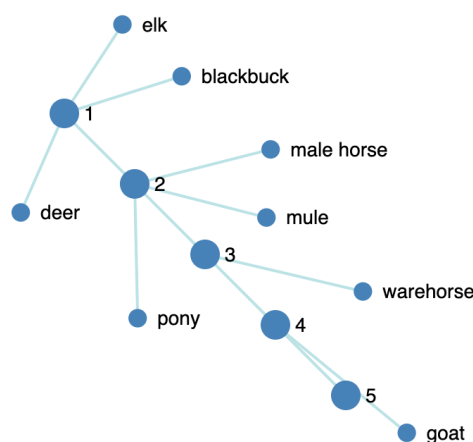 elk
blackbuck
1
male horse
2
deer
mule
3
warehorse
pony
4
5
goat